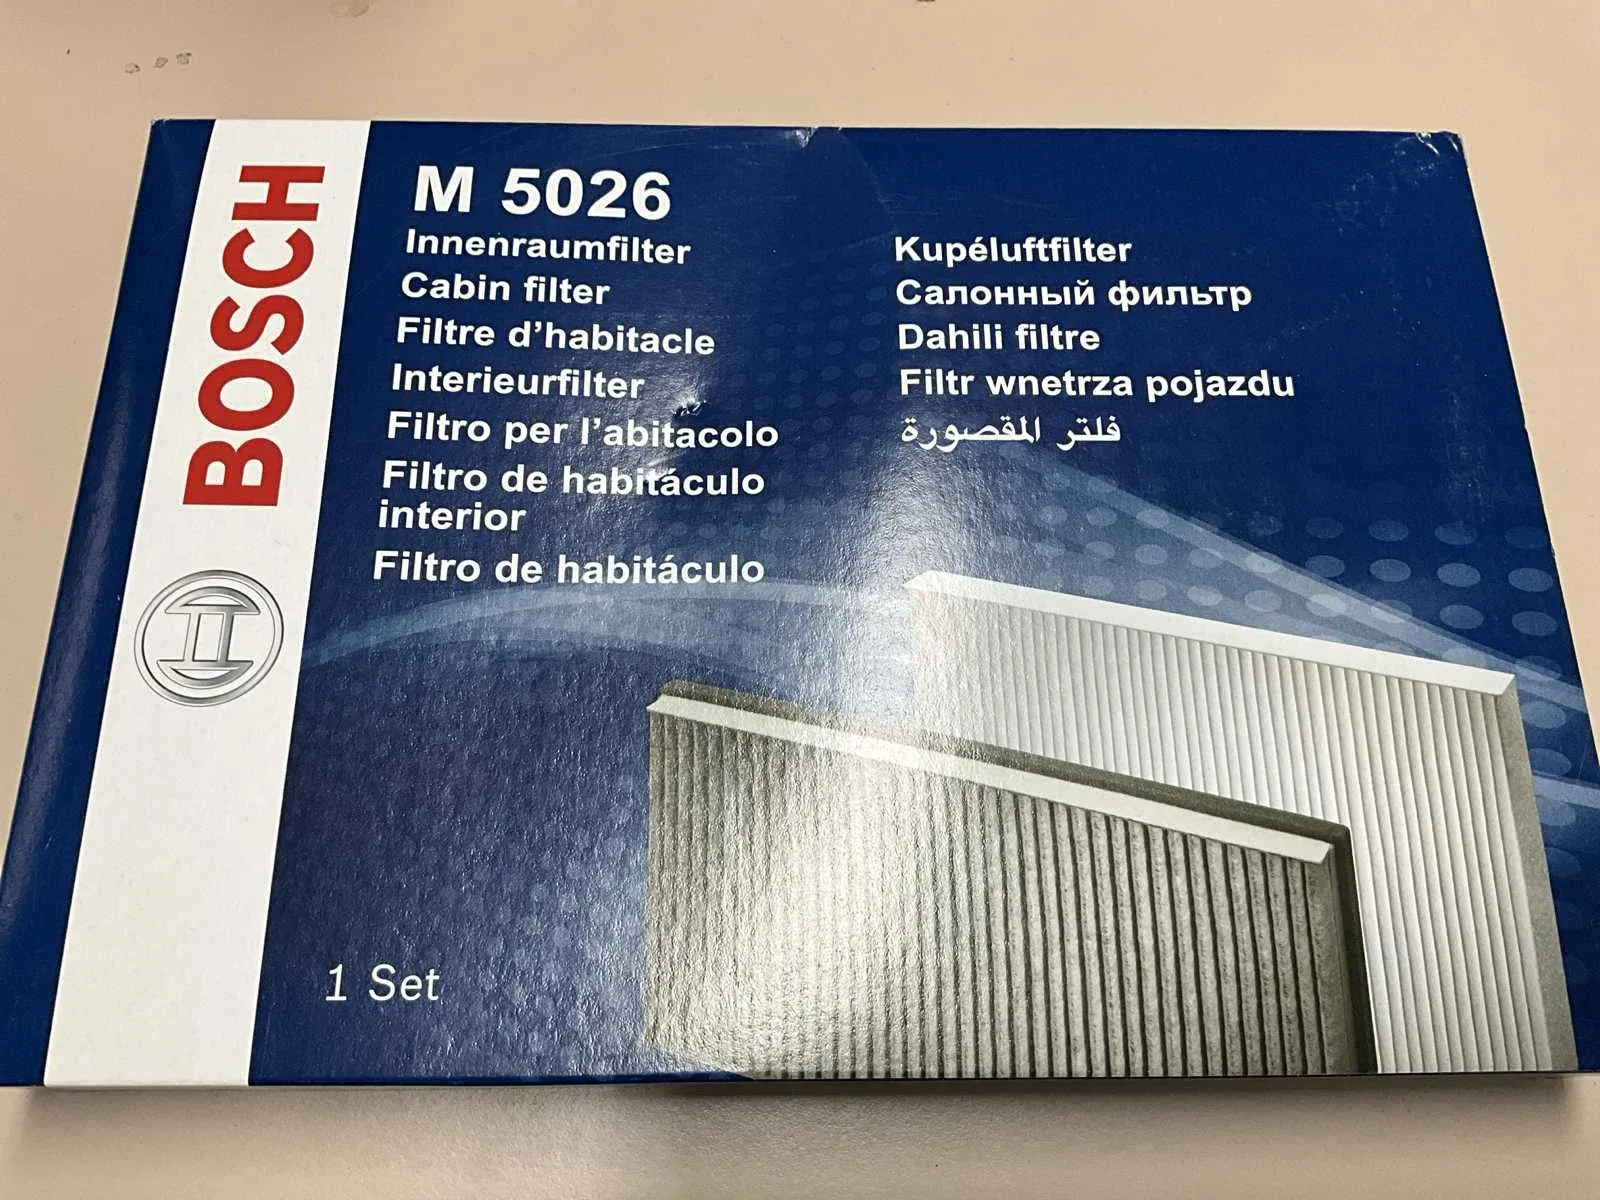 BOSCH
M 5026
Innenraumfilter
Cabin filter
Filtre d'habitacle
Interieurfilter
Filtro per l'abitacolo
Filtro de habitáculo
interior
Filtro de habitáculo
Kupéluftfilter
Салонный фильтр
Dahili filtre
Filtr wnetrza pojazdu
فلتر المقصورة
1 Set